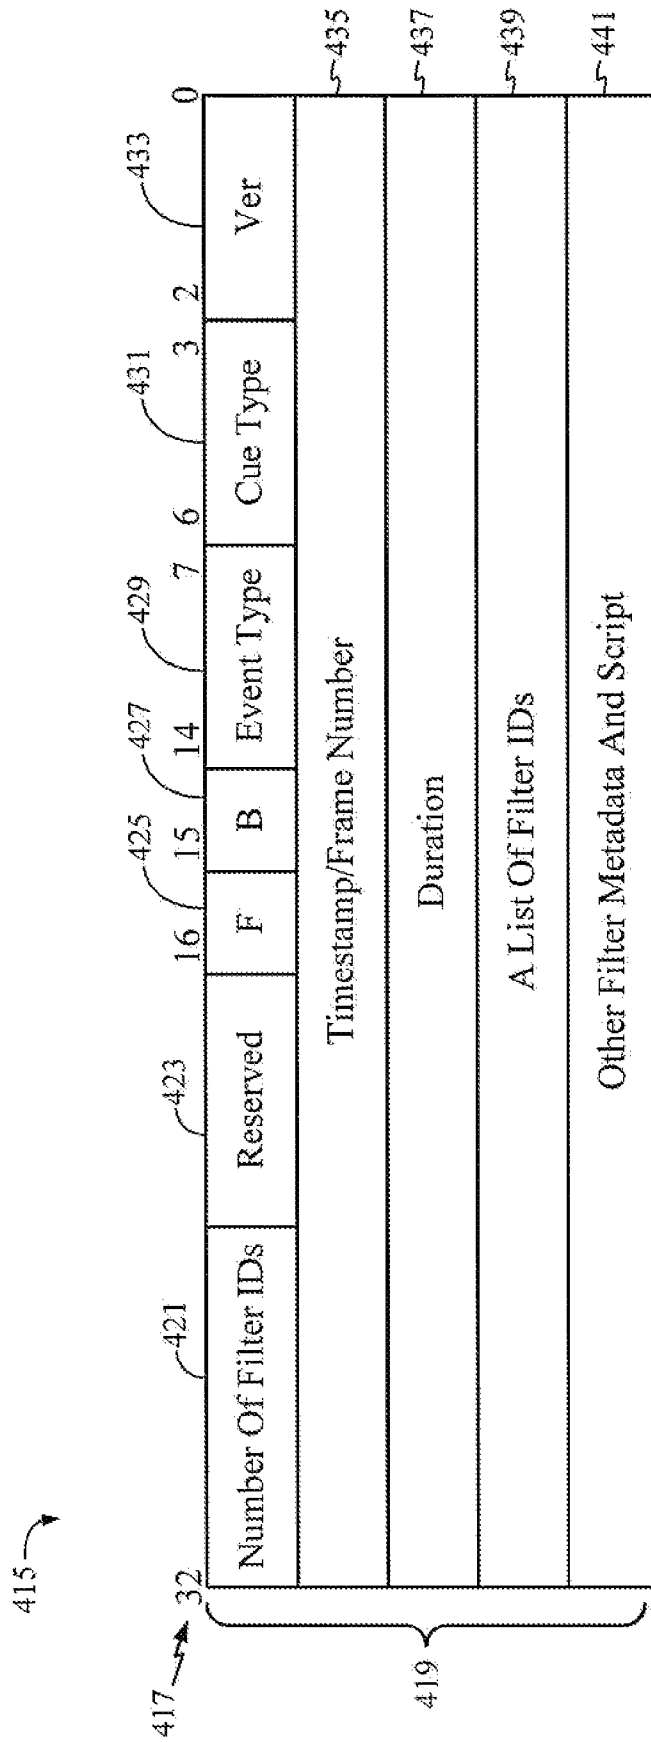 415
417
32
16
15
14
7
6
3
2
0
421
423
425
427
429
431
433
Number Of Filter IDs
Reserved
F
B
Event Type
Cue Type
Ver
Timestamp/Frame Number
435
Duration
437
A List Of Filter IDs
439
Other Filter Metadata And Script
441
419